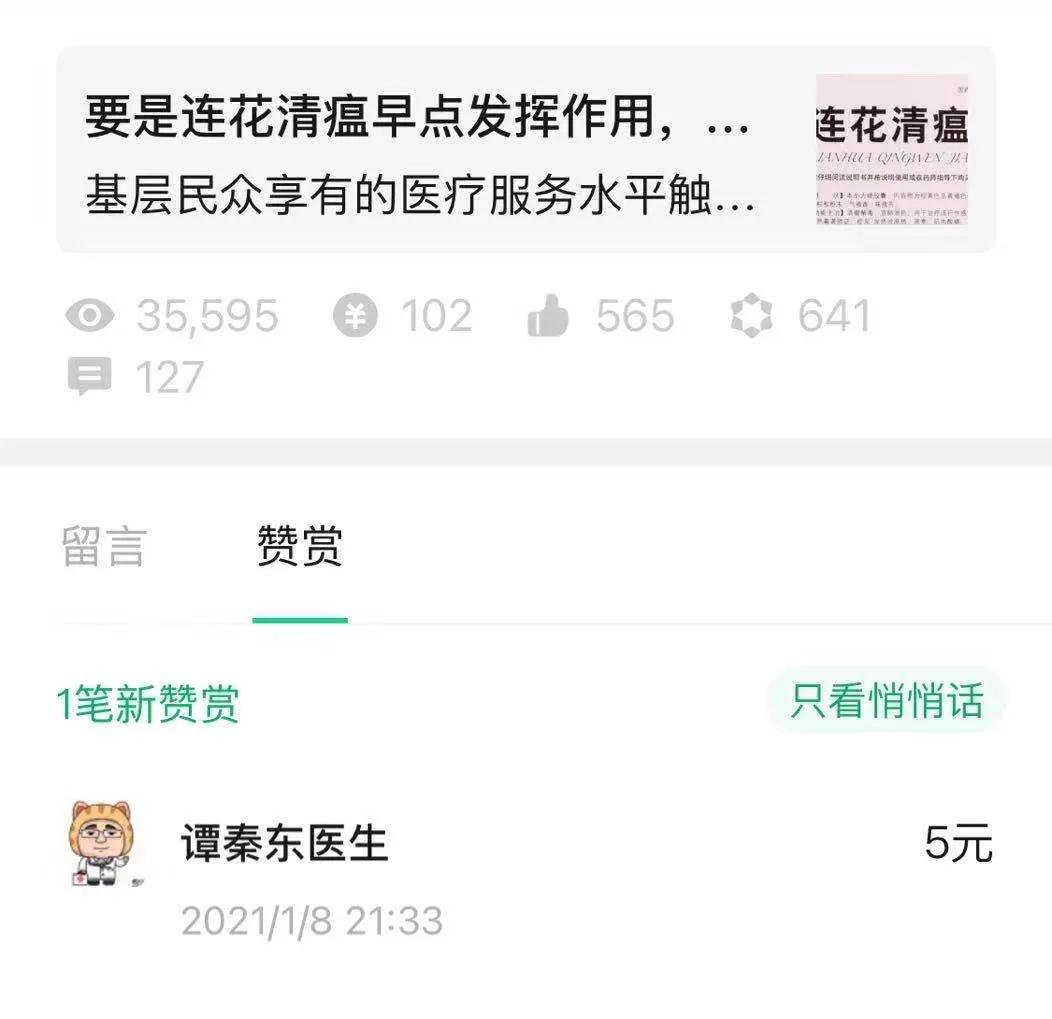 要是连花清瘟早点发挥作用，...
基层民众享有的医疗服务水平触...
连花清瘟
IANHUA QINGWEN JIA
35,595 102 565 641
127
留言 赞赏
1笔新赞赏 只看悄悄话
谭秦东医生 5元
2021/1/8 21:33